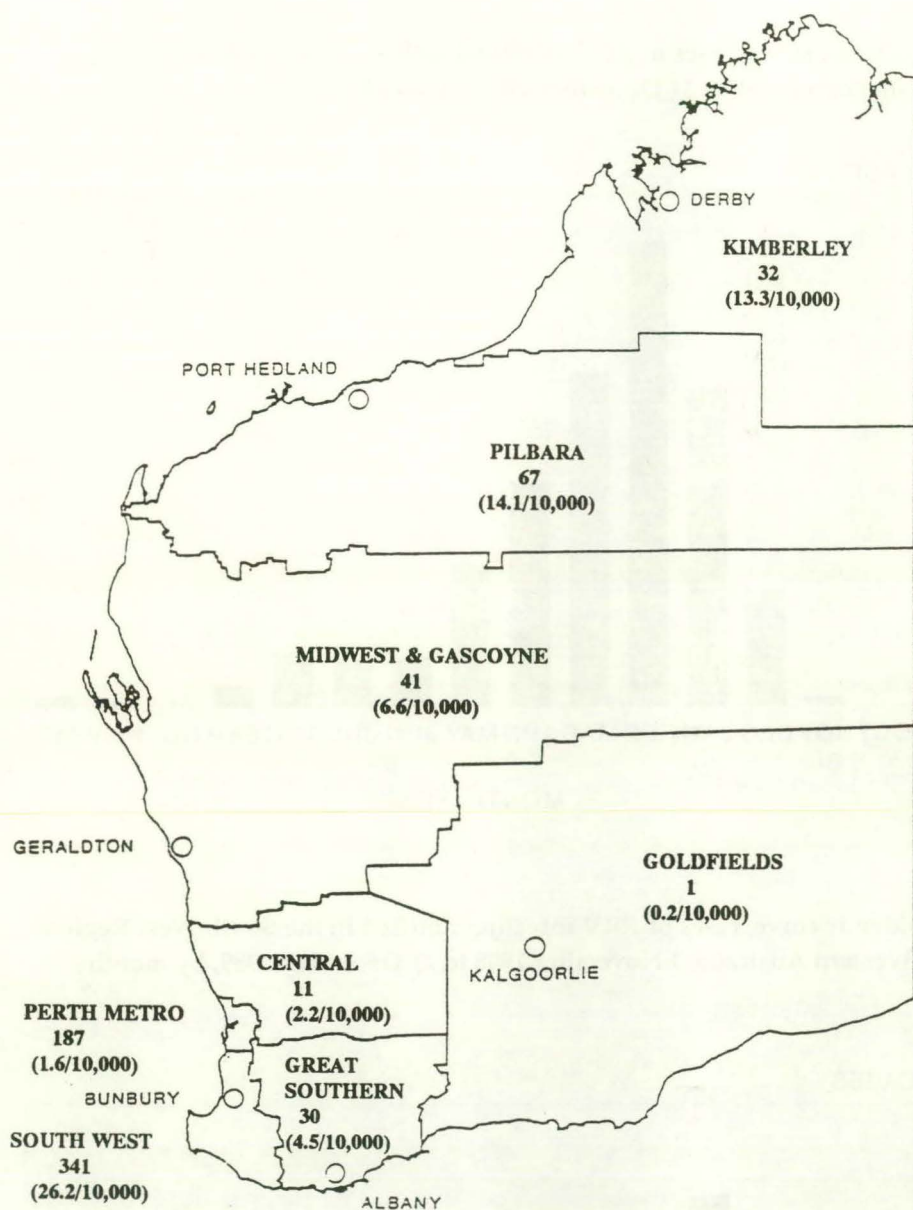 DERBY
KIMBERLEY
32
(13.3/10,000)
PORT HEDLAND
PILBARA
67
(14.1/10,000)
MIDWEST & GASCOYNE
41
(6.6/10,000)
GERALDTON
GOLDFIELDS
1
(0.2/10,000)
KALGOORLIE
CENTRAL
11
(2.2/10,000)
PERTH METRO
187
(1.6/10,000)
GREAT
SOUTHERN
30
(4.5/10,000)
BUNBURY
SOUTH WEST
341
(26.2/10,000)
ALBANY